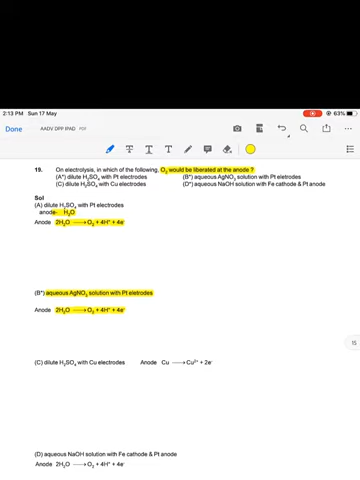 2:13 PM Sun 17 May 63%
Done AADV DPP IPAD PDF
19. On electrolysis, in which of the following, O₂ would be liberated at the anode ?
(A*) dilute H₂SO₄ with Pt electrodes (B*) aqueous AgNO₃ solution with Pt eletrodes
(C) dilute H₂SO₄ with Cu electrodes (D*) aqueous NaOH solution with Fe cathode & Pt anode
Sol
(A) dilute H₂SO₄ with Pt electrodes
anode- H₂O
Anode 2H₂O ⟶ O₂ + 4H⁺ + 4e⁻
(B*) aqueous AgNO₃ solution with Pt eletrodes
Anode 2H₂O ⟶ O₂ + 4H⁺ + 4e⁻
15
(C) dilute H₂SO₄ with Cu electrodes Anode Cu ⟶ Cu²⁺ + 2e⁻
(D) aqueous NaOH solution with Fe cathode & Pt anode
Anode 2H₂O ⟶ O₂ + 4H⁺ + 4e⁻